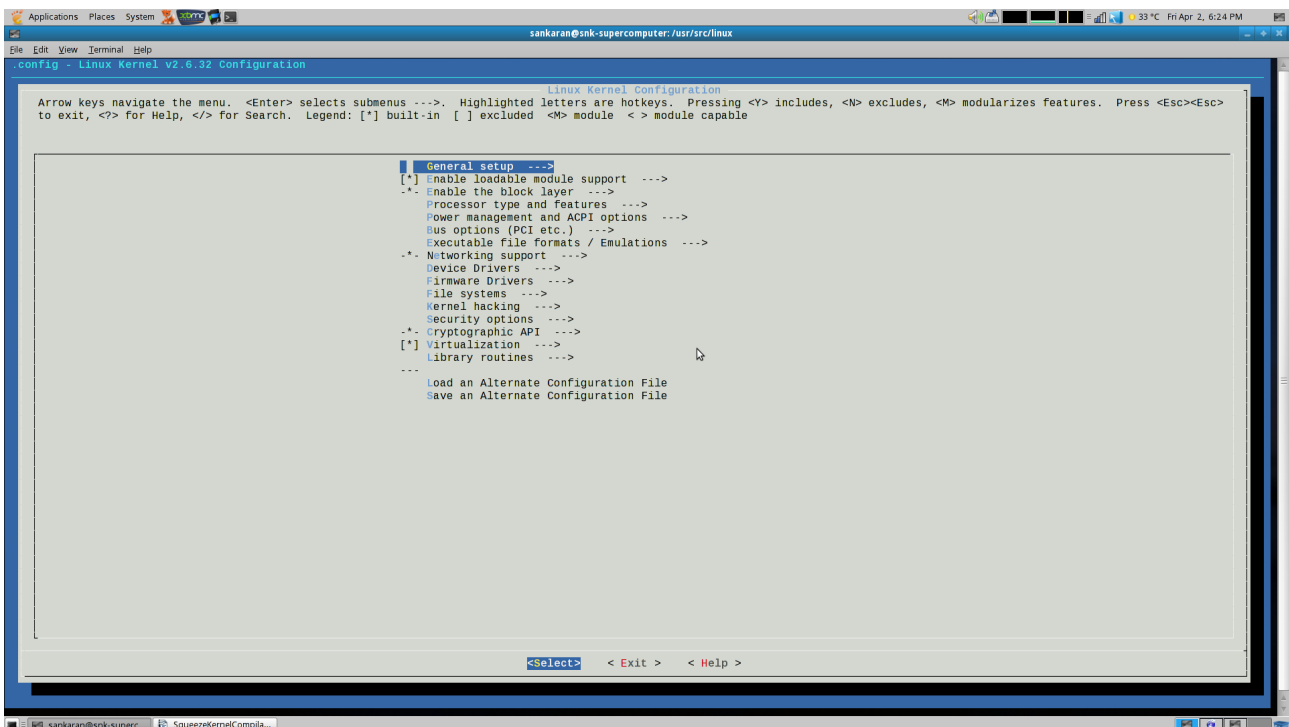 Applications Places System xbmc 33 °C Fri Apr 2, 6:24 PM
sankaran@snk-supercomputer: /usr/src/linux
File Edit View Terminal Help
.config - Linux Kernel v2.6.32 Configuration
Linux Kernel Configuration
Arrow keys navigate the menu. <Enter> selects submenus --->. Highlighted letters are hotkeys. Pressing <Y> includes, <N> excludes, <M> modularizes features. Press <Esc><Esc>
to exit, <?> for Help, </> for Search. Legend: [*] built-in [ ] excluded <M> module < > module capable
General setup --->
[*] Enable loadable module support --->
-*- Enable the block layer --->
Processor type and features --->
Power management and ACPI options --->
Bus options (PCI etc.) --->
Executable file formats / Emulations --->
-*- Networking support --->
Device Drivers --->
Firmware Drivers --->
File systems --->
Kernel hacking --->
Security options --->
-*- Cryptographic API --->
[*] Virtualization --->
Library routines --->
---
Load an Alternate Configuration File
Save an Alternate Configuration File
<Select> < Exit > < Help >
sankaran@snk-superc... SqueezeKernelCompila...